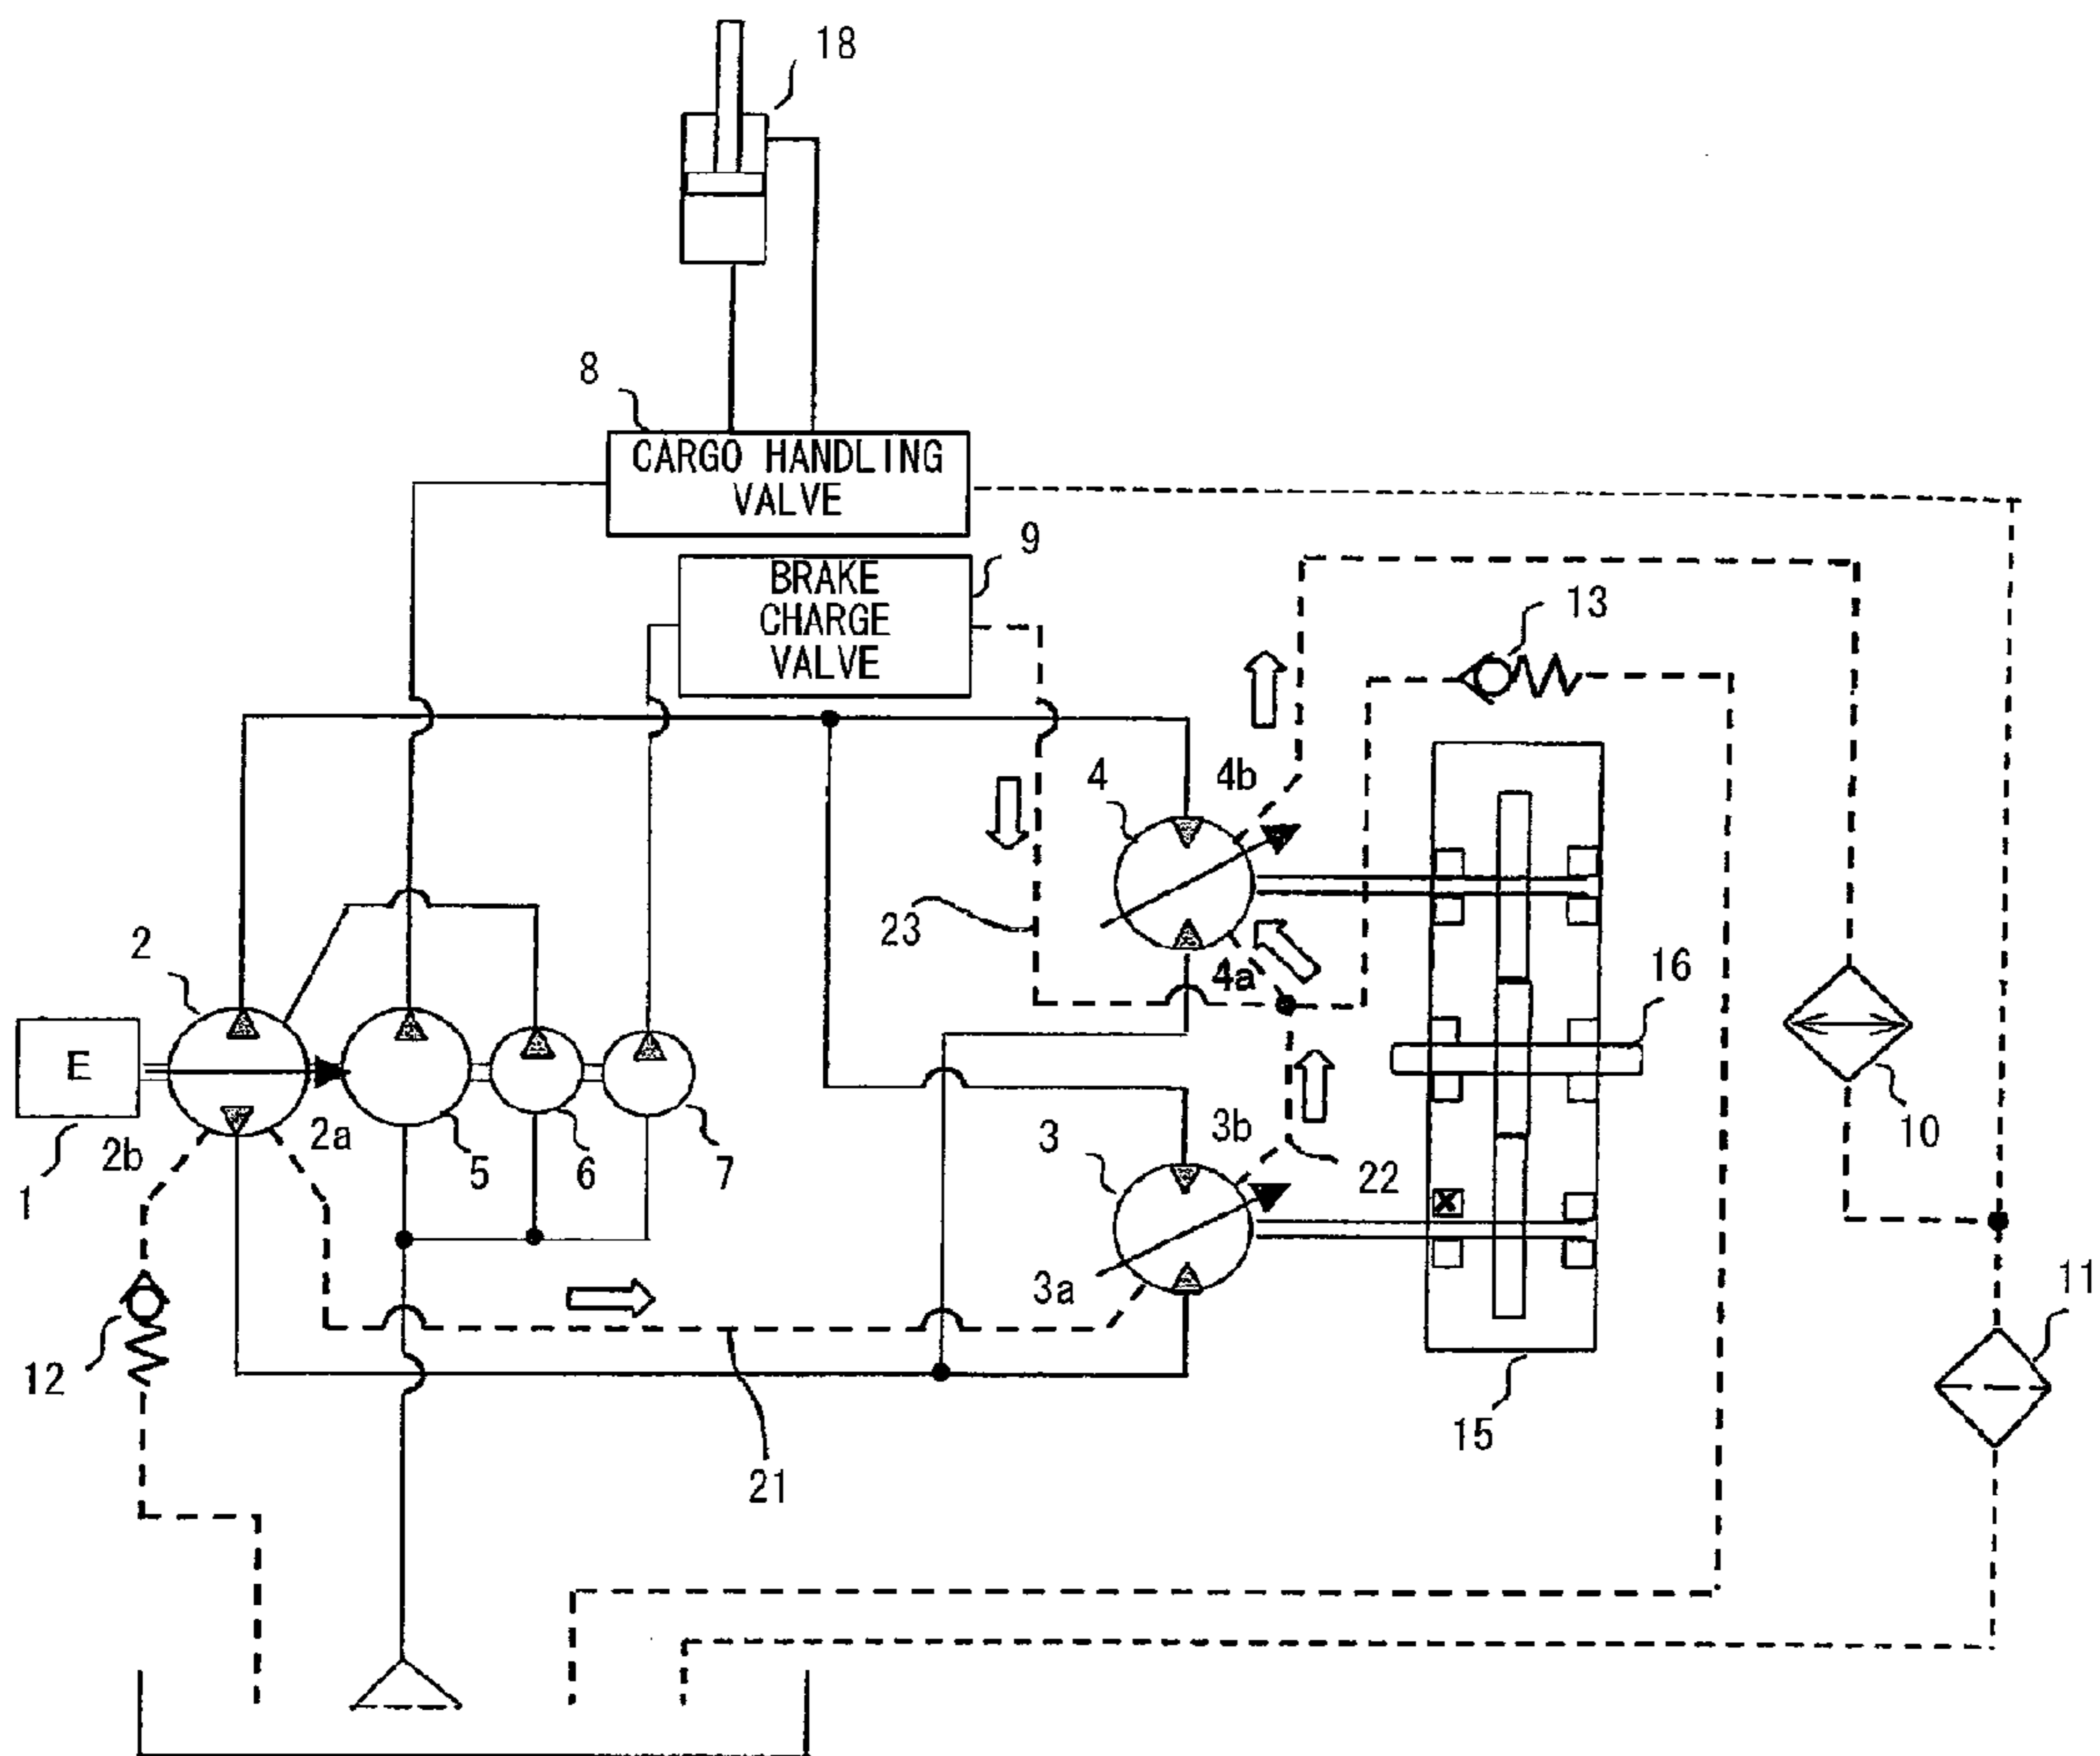 18
8
CARGO HANDLING
VALVE
9
BRAKE
CHARGE
VALVE
13
4
4b
23
2
4a
16
E
2a
3b
10
2b
5
6
7
3
22
1
3a
11
12
15
21